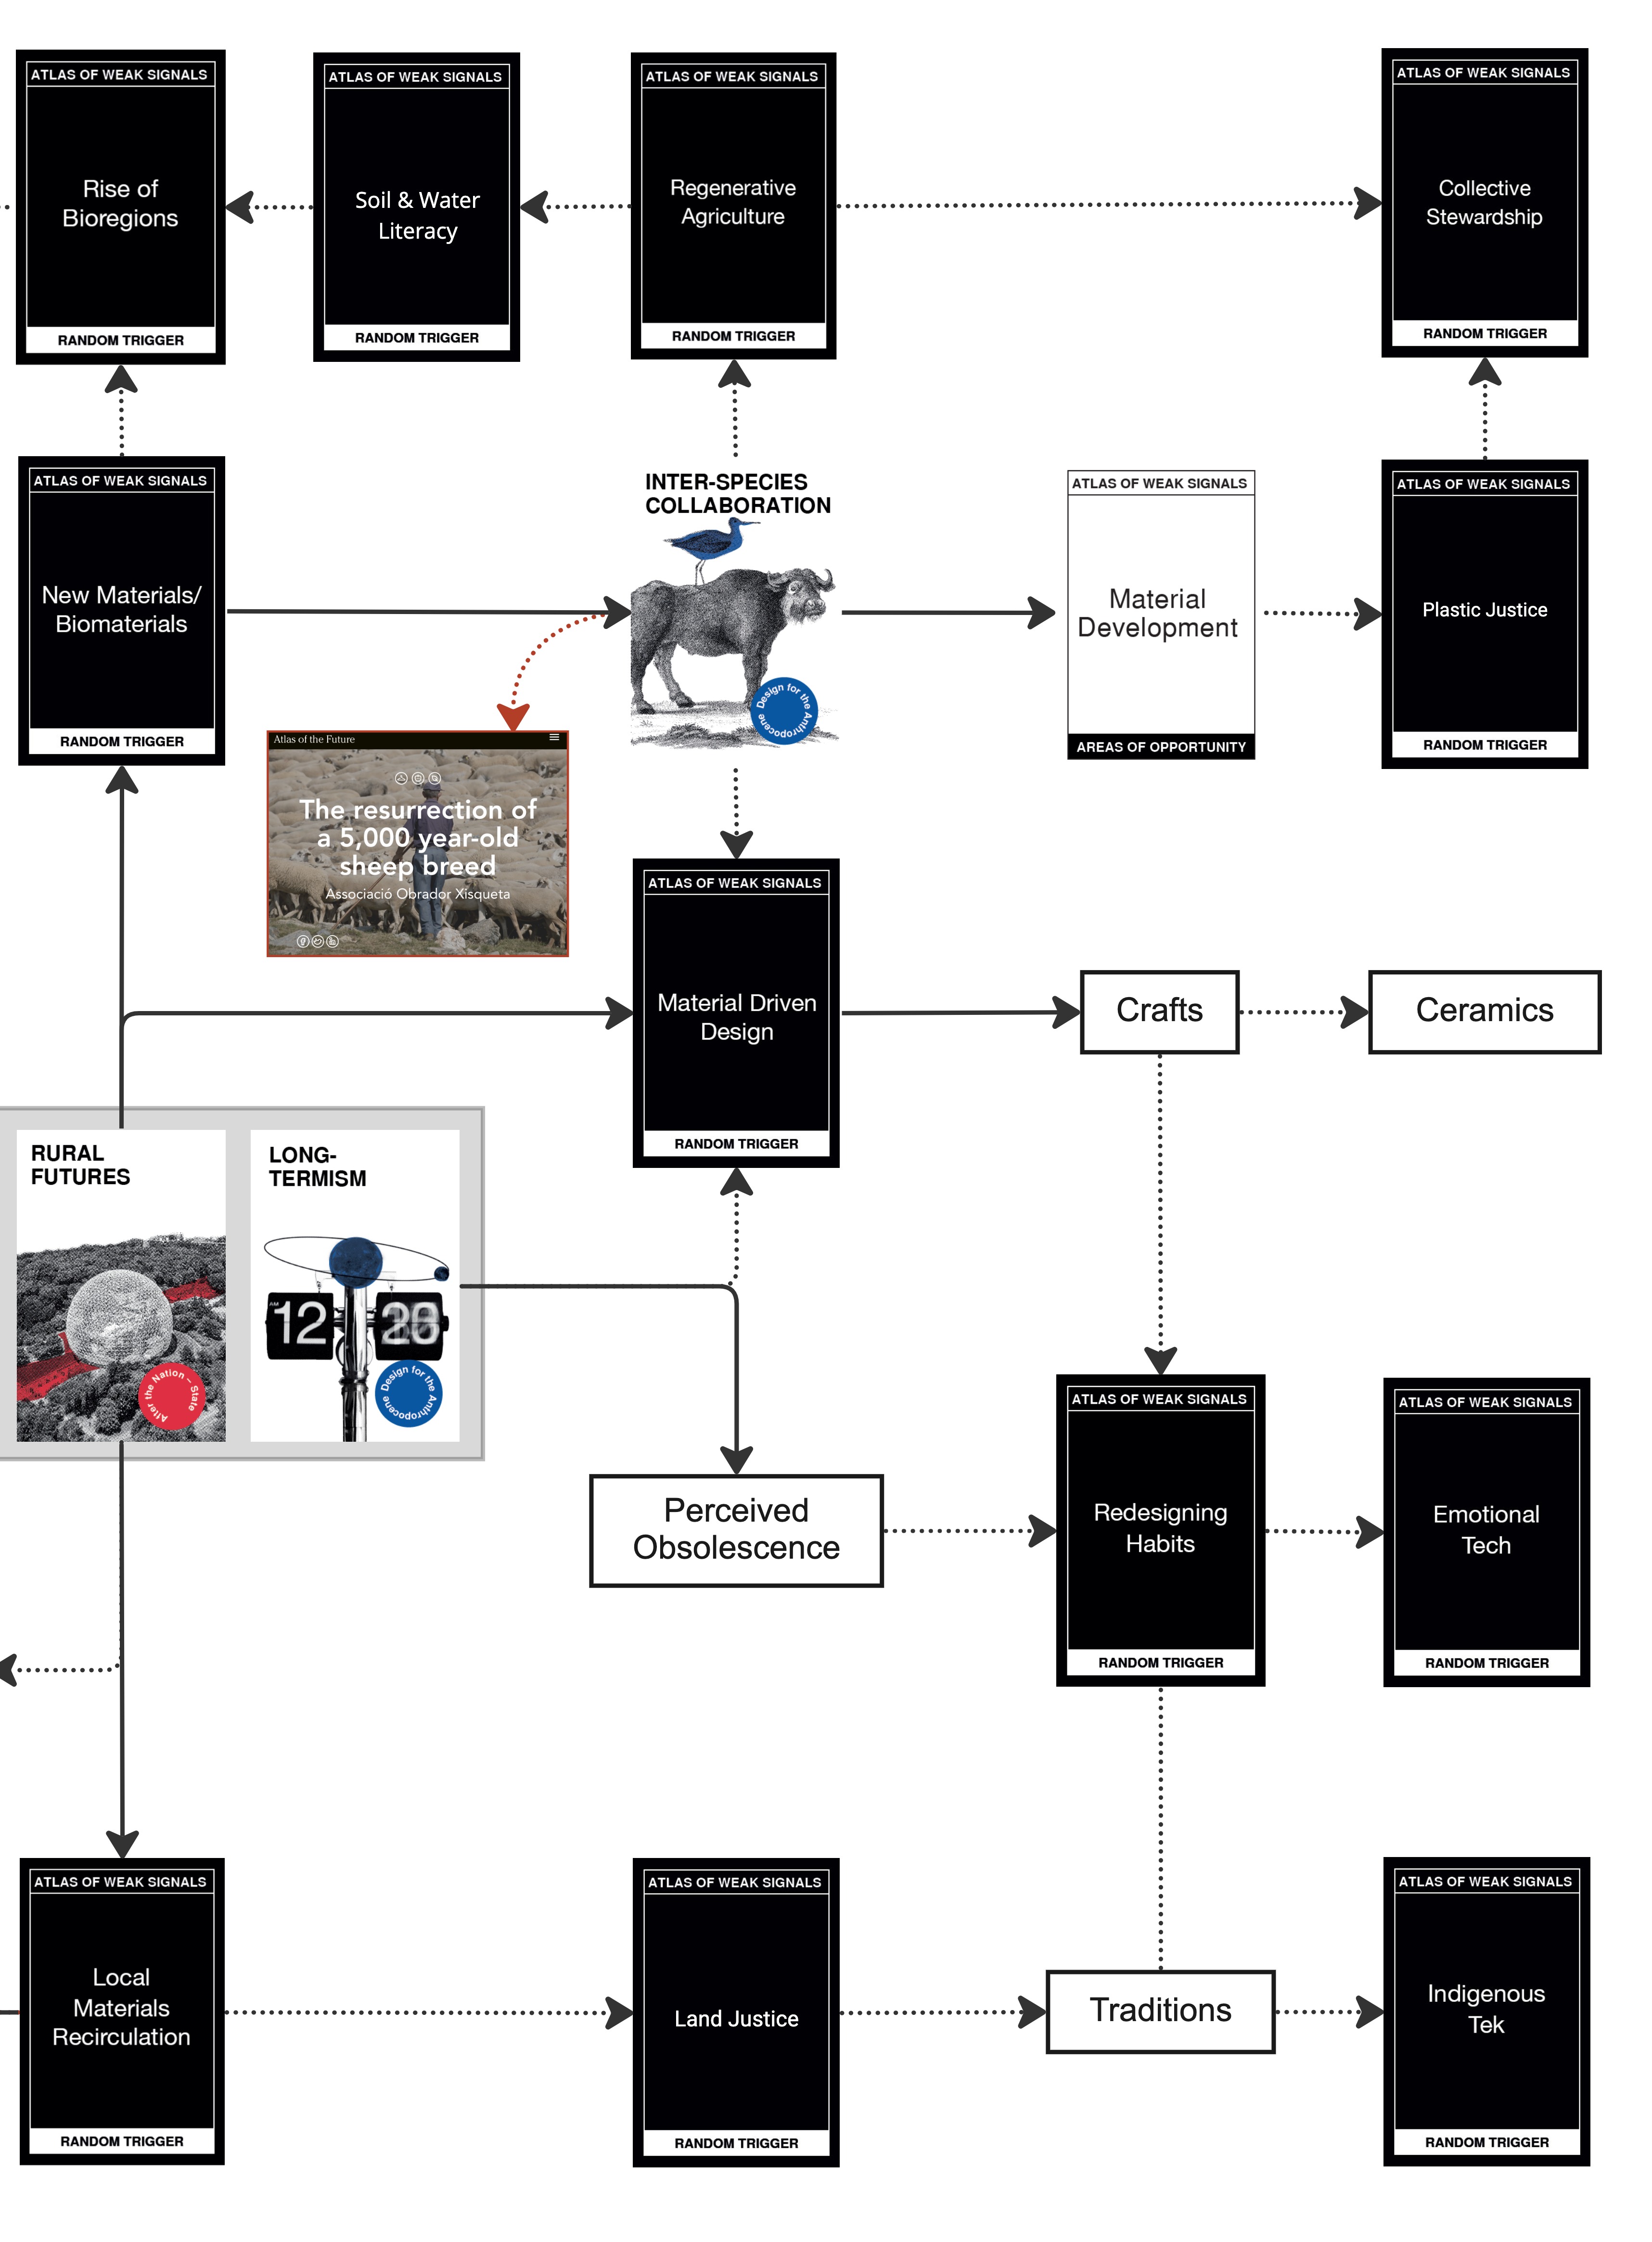 ATLAS OF WEAK SIGNALS
Rise of
Bioregions
RANDOM TRIGGER
ATLAS OF WEAK SIGNALS
Soil & Water
Literacy
RANDOM TRIGGER
ATLAS OF WEAK SIGNALS
Regenerative
Agriculture
RANDOM TRIGGER
ATLAS OF WEAK SIGNALS
Collective
Stewardship
RANDOM TRIGGER
ATLAS OF WEAK SIGNALS
New Materials/
Biomaterials
RANDOM TRIGGER
INTER-SPECIES
COLLABORATION
Design for the Anthropocene
ATLAS OF WEAK SIGNALS
Material
Development
AREAS OF OPPORTUNITY
ATLAS OF WEAK SIGNALS
Plastic Justice
RANDOM TRIGGER
Atlas of the Future
The resurrection of
a 5,000 year-old
sheep breed
Associació Obrador Xisqueta
ATLAS OF WEAK SIGNALS
Material Driven
Design
RANDOM TRIGGER
Crafts
Ceramics
RURAL
FUTURES
After the Nation – State
LONG-
TERMISM
AM
12
Design for the Anthropocene
Perceived
Obsolescence
ATLAS OF WEAK SIGNALS
Redesigning
Habits
RANDOM TRIGGER
ATLAS OF WEAK SIGNALS
Emotional
Tech
RANDOM TRIGGER
ATLAS OF WEAK SIGNALS
Local
Materials
Recirculation
RANDOM TRIGGER
ATLAS OF WEAK SIGNALS
Land Justice
RANDOM TRIGGER
Traditions
ATLAS OF WEAK SIGNALS
Indigenous
Tek
RANDOM TRIGGER